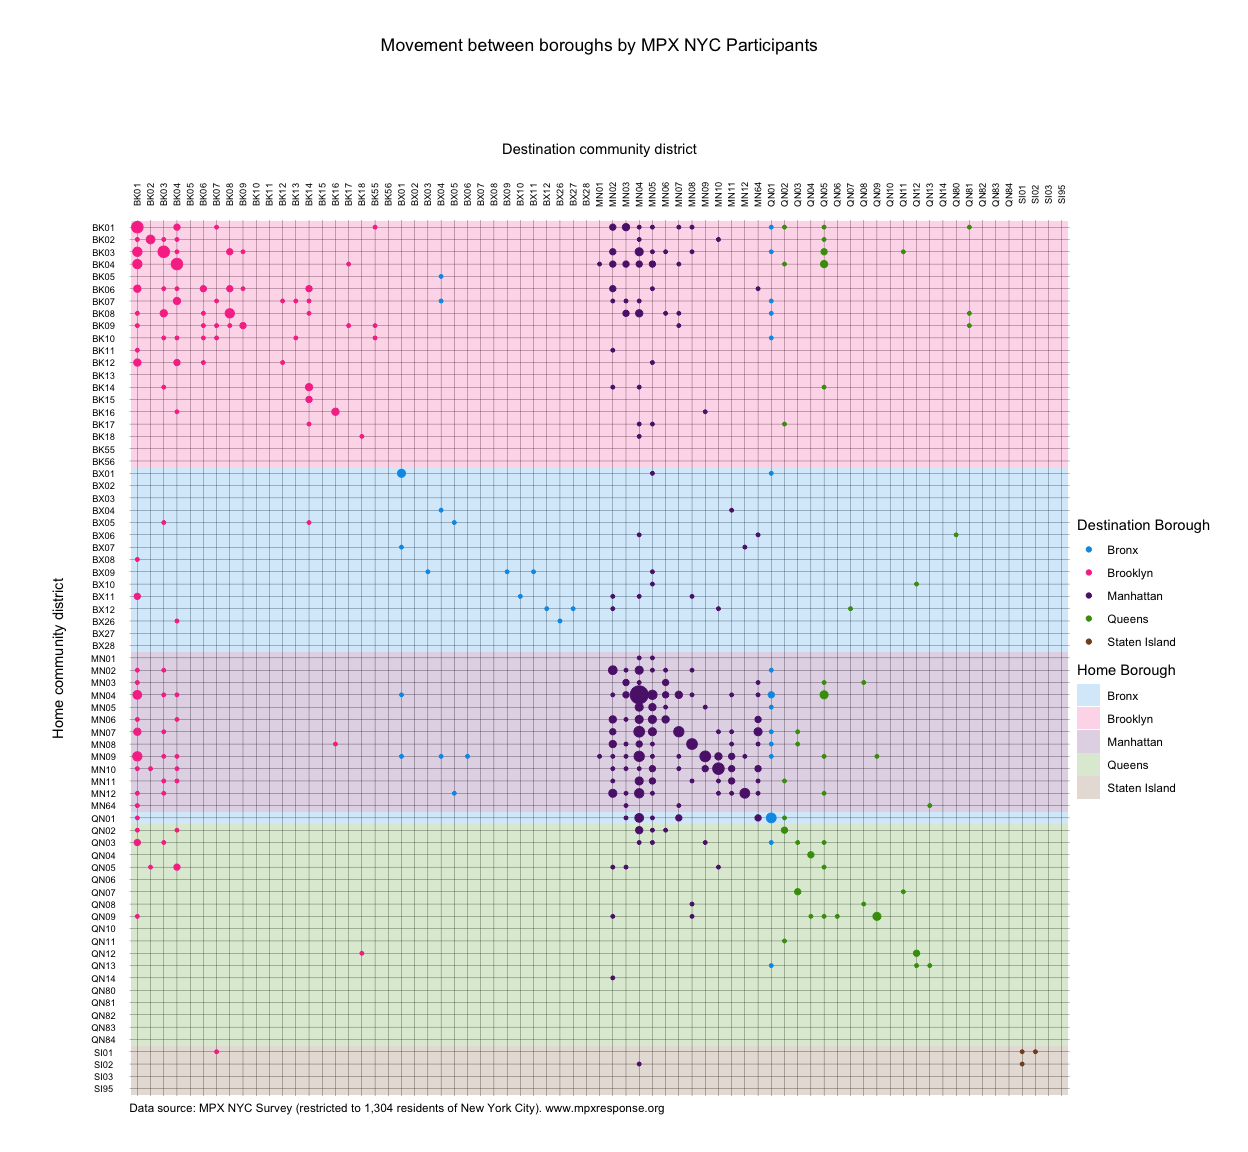 Movement between boroughs by MPX NYC Participants
Destination community district
BK01 BK02 BK03 BK04 BK05 BK06 BK07 BK08 BK09 BK10 BK11 BK12 BK13 BK14 BK15 BK16 BK17 BK18 BK55 BK56 BX01 BX02 BX03 BX04 BX05 BX06 BX07 BX08 BX09 BX10 BX11 BX12 BX26 BX27 BX28 MN01 MN02 MN03 MN04 MN05 MN06 MN07 MN08 MN09 MN10 MN11 MN12 MN64 QN01 QN02 QN03 QN04 QN05 QN06 QN07 QN08 QN09 QN10 QN11 QN12 QN13 QN14 QN80 QN81 QN82 QN83 QN84 SI01 SI02 SI03 SI95
Home community district
BK01
BK02
BK03
BK04
BK05
BK06
BK07
BK08
BK09
BK10
BK11
BK12
BK13
BK14
BK15
BK16
BK17
BK18
BK55
BK56
BX01
BX02
BX03
BX04
BX05
BX06
BX07
BX08
BX09
BX10
BX11
BX12
BX26
BX27
BX28
MN01
MN02
MN03
MN04
MN05
MN06
MN07
MN08
MN09
MN10
MN11
MN12
MN64
QN01
QN02
QN03
QN04
QN05
QN06
QN07
QN08
QN09
QN10
QN11
QN12
QN13
QN14
QN80
QN81
QN82
QN83
QN84
SI01
SI02
SI03
SI95
Destination Borough
Bronx
Brooklyn
Manhattan
Queens
Staten Island
Home Borough
Bronx
Brooklyn
Manhattan
Queens
Staten Island
Data source: MPX NYC Survey (restricted to 1,304 residents of New York City). www.mpxresponse.org